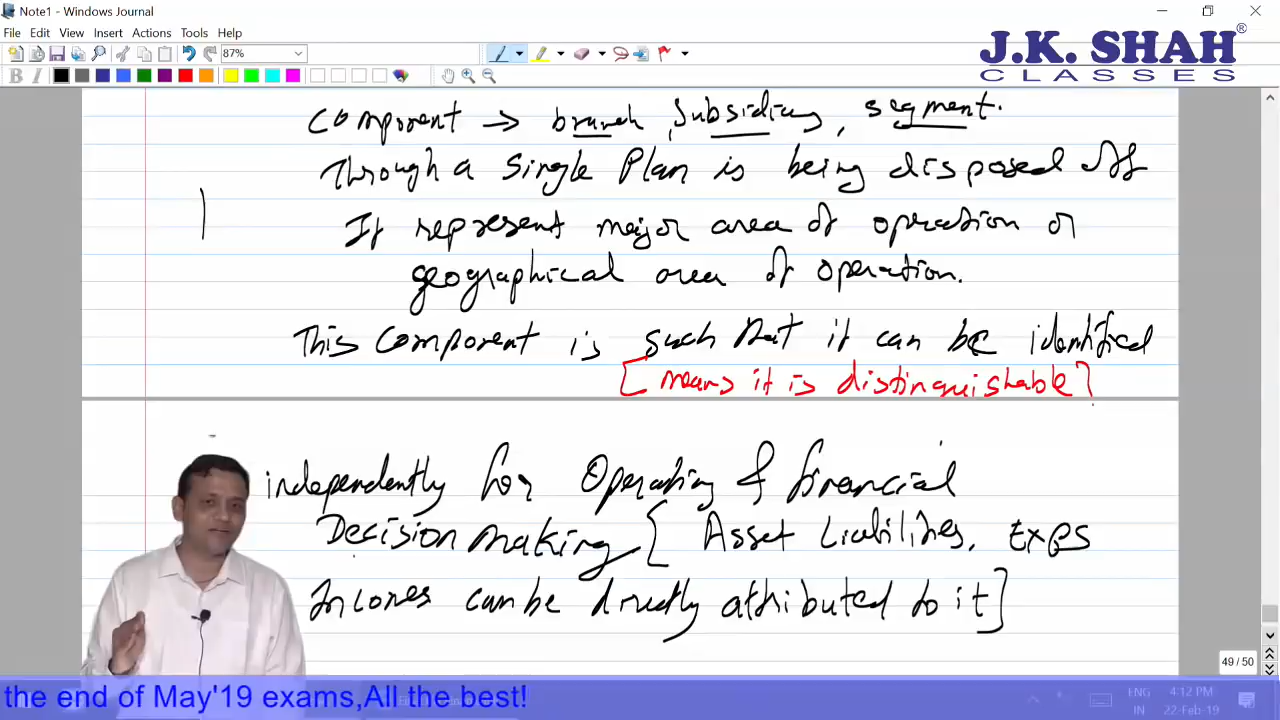 Note1 - Windows Journal
File Edit View Insert Actions Tools Help
87%
J.K. SHAH ®
CLASSES
Component → branch, Subsidiary, segment.
Through a Single Plan is being disposed off
If represent major area of operation or
geographical area of operation.
This Component is such that it can be identified
[means it is distinguishable]
independently for Operating & financial
Decision making [Asset Liabilities, Exps
Incomes can be directly attributed to it]
49 / 50
the end of May'19 exams,All the best!
ENG
IN
4:12 PM
22-Feb-19